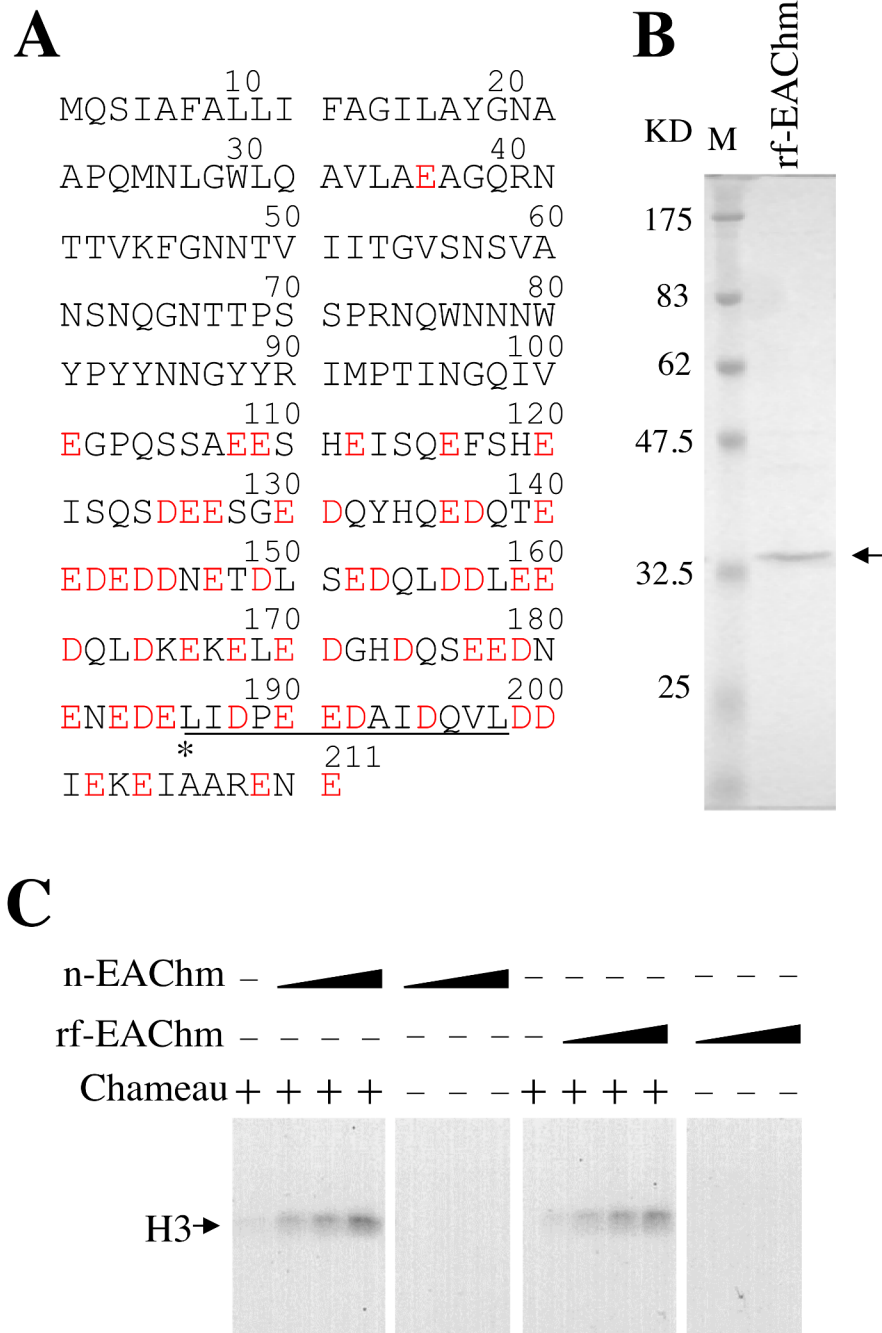 A
10 20
MQSIAFALLI FAGILAYGNA
30 40
APQMNLGWLQ AVLAEAGQRN
50 60
TTVKFGNNTV IITGVSNSVA
70 80
NSNQGNTTPS SPRNQWNNNW
90 100
YPYYNNGYYR IMPTINGQIV
110 120
EGPQSSAEES HEISQEFSHE
130 140
ISQSDEESGE DQYHQEDQTE
150 160
EDEDDNETDL SEDQLDDLEE
170 180
DQLDKEKELE DGHDQSEEDN
190 200
ENEDELIDPE EDAIDQVLDD
* 211
IEKEIAAREN E
B
rf-EAChm
KD M
175
83
62
47.5
32.5
25
C
n-EAChm – – – – – – –
rf-EAChm – – – – – – – –
Chameau + + + + – – – + + + + – – –
H3